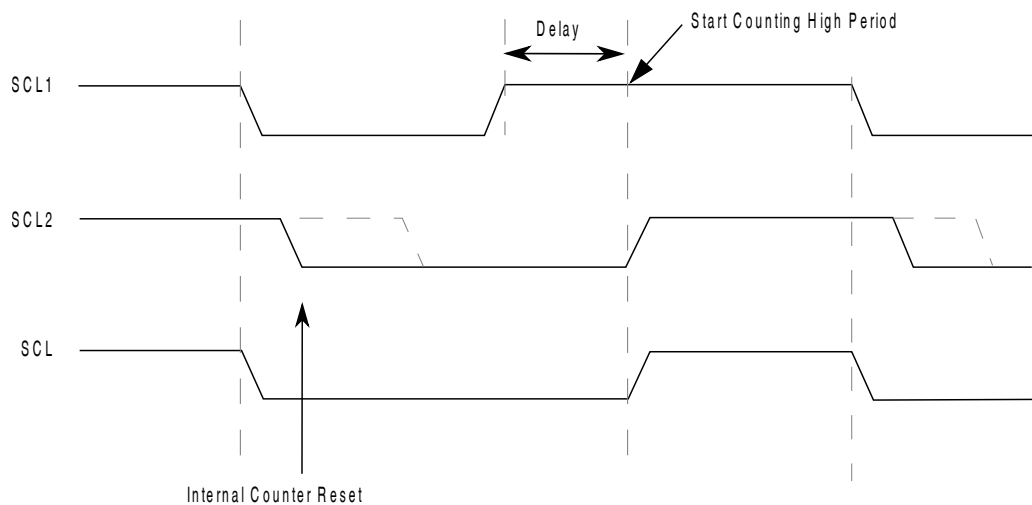 Delay
Start Counting High Period
SCL1
SCL2
SCL
Internal Counter Reset